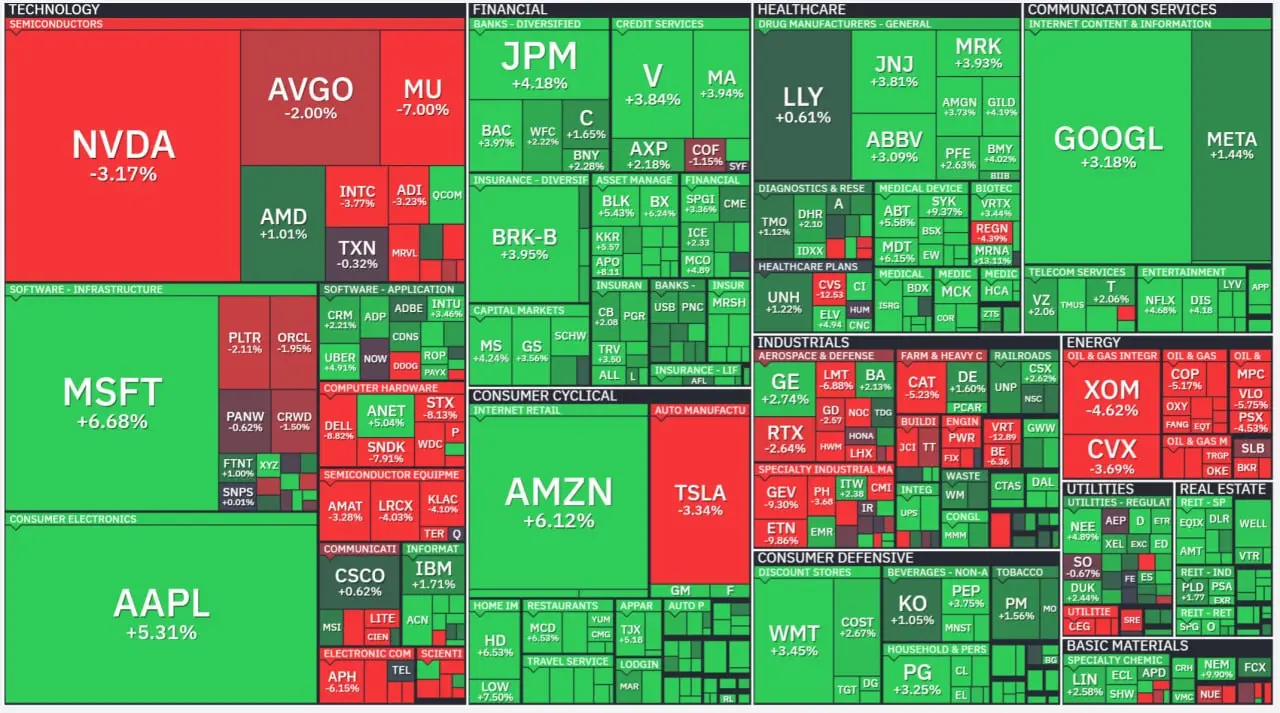 TECHNOLOGY
SEMICONDUCTORS
NVDA
-3.17%
AVGO
-2.00%
MU
-7.00%
AMD
+1.01%
INTC
-3.77%
ADI
-3.23%
QCOM
TXN
-0.32%
MRVL
SOFTWARE - INFRASTRUCTURE
MSFT
+6.68%
PLTR
-2.11%
ORCL
-1.95%
PANW
-0.62%
CRWD
-1.50%
FTNT
+1.00%
XYZ
SNPS
+0.01%
CONSUMER ELECTRONICS
AAPL
+5.31%
SOFTWARE - APPLICATION
CRM
+2.21%
ADP
ADBE
INTU
+3.46%
CDNS
UBER
+4.91%
NOW
DDOG
ROP
PAYX
COMPUTER HARDWARE
DELL
-8.82%
ANET
+5.04%
STX
-8.13%
SNDK
-7.91%
WDC
P
SEMICONDUCTOR EQUIPME
AMAT
-3.28%
LRCX
-4.03%
KLAC
-4.10%
TER
Q
COMMUNICATI
CSCO
+0.62%
MSI
LITE
CIEN
INFORMAT
IBM
+1.71%
ACN
ELECTRONIC COM
APH
-6.15%
TEL
SCIENTI
FINANCIAL
BANKS - DIVERSIFIED
JPM
+4.18%
BAC
+3.97%
WFC
+2.22%
C
+1.65%
BNY
+2.28%
CREDIT SERVICES
V
+3.84%
MA
+3.94%
AXP
+2.18%
COF
-1.15%
SYF
INSURANCE - DIVERSIF
BRK-B
+3.95%
ASSET MANAGE
BLK
+5.43%
BX
+6.24%
KKR
+5.57
APO
+8.11
FINANCIAL
SPGI
+3.36%
CME
ICE
+2.33
MCO
+4.89
CAPITAL MARKETS
MS
+4.24%
GS
+3.56%
SCHW
INSURAN
CB
+2.08
PGR
TRV
+3.60
ALL
L
BANKS -
USB
PNC
INSUR
MRSH
INSURANCE - LIF
AFL
CONSUMER CYCLICAL
INTERNET RETAIL
AMZN
+6.12%
AUTO MANUFACTU
TSLA
-3.34%
GM
F
HOME IM
HD
+6.53%
LOW
+7.50%
RESTAURANTS
MCD
+6.53%
YUM
CMG
TRAVEL SERVICE
APPAR
TJX
+5.18
LODGIN
MAR
AUTO P
RL
HEALTHCARE
DRUG MANUFACTURERS - GENERAL
LLY
+0.61%
JNJ
+3.81%
MRK
+3.93%
AMGN
+3.73%
GILD
+4.19%
ABBV
+3.09%
PFE
+2.63%
BMY
+4.02%
BIIB
DIAGNOSTICS & RESE
TMO
+1.12%
DHR
+2.10
A
IDXX
MEDICAL DEVICE
ABT
+5.58%
SYK
+9.37%
BSX
MDT
+6.15%
EW
BIOTEC
VRTX
+3.44%
REGN
-4.39%
MRNA
+13.11%
HEALTHCARE PLANS
UNH
+1.22%
CVS
-12.53
CI
ELV
+4.94
HUM
CNC
MEDICAL
ISRG
BDX
MEDIC
MCK
COR
MEDIC
HCA
ZTS
COMMUNICATION SERVICES
INTERNET CONTENT & INFORMATION
GOOGL
+3.18%
META
+1.44%
TELECOM SERVICES
VZ
+2.06
TMUS
T
+2.06%
ENTERTAINMENT
NFLX
+4.68%
DIS
+4.18
LYV
APP
INDUSTRIALS
AEROSPACE & DEFENSE
GE
+2.74%
LMT
-6.88%
BA
+2.13%
RTX
-2.64%
GD
-2.57
NOC
TDG
HWM
HONA
LHX
FARM & HEAVY C
CAT
-5.23%
DE
+1.60%
PCAR
RAILROADS
UNP
CSX
+2.62%
NSC
BUILDI
JCI
TT
ENGIN
PWR
FIX
VRT
-12.89
BE
-6.36
GWW
SPECIALTY INDUSTRIAL MA
GEV
-9.30%
PH
-3.68
ITW
+2.38
CMI
ETN
-9.86%
EMR
IR
INTEG
UPS
WASTE
WM
CONGL
MMM
CTAS
DAL
ENERGY
OIL & GAS INTEGR
XOM
-4.62%
CVX
-3.69%
OIL & GAS
COP
-5.17%
OXY
FANG
EQT
OIL &
MPC
VLO
-5.75%
PSX
-4.53%
OIL & GAS M
TRGP
OKE
SLB
BKR
CONSUMER DEFENSIVE
DISCOUNT STORES
WMT
+3.45%
COST
+2.67%
TGT
DG
BEVERAGES - NON-A
KO
+1.05%
PEP
+3.75%
MNST
TOBACCO
PM
+1.56%
MO
HOUSEHOLD & PERS
PG
+3.25%
CL
EL
BG
UTILITIES
UTILITIES - REGULAT
NEE
+4.89%
AEP
D
ETR
XEL
EXC
ED
SO
-0.67%
FE
ES
DUK
+2.44%
UTILITIE
CEG
SRE
REAL ESTATE
REIT - SP
EQIX
DLR
AMT
WELL
VTR
REIT - IND
PLD
+1.77
PSA
EXR
REIT - RET
SPG
O
BASIC MATERIALS
SPECIALTY CHEMIC
LIN
+2.58%
ECL
APD
SHW
CRH
VMC
NEM
+9.90%
NUE
FCX